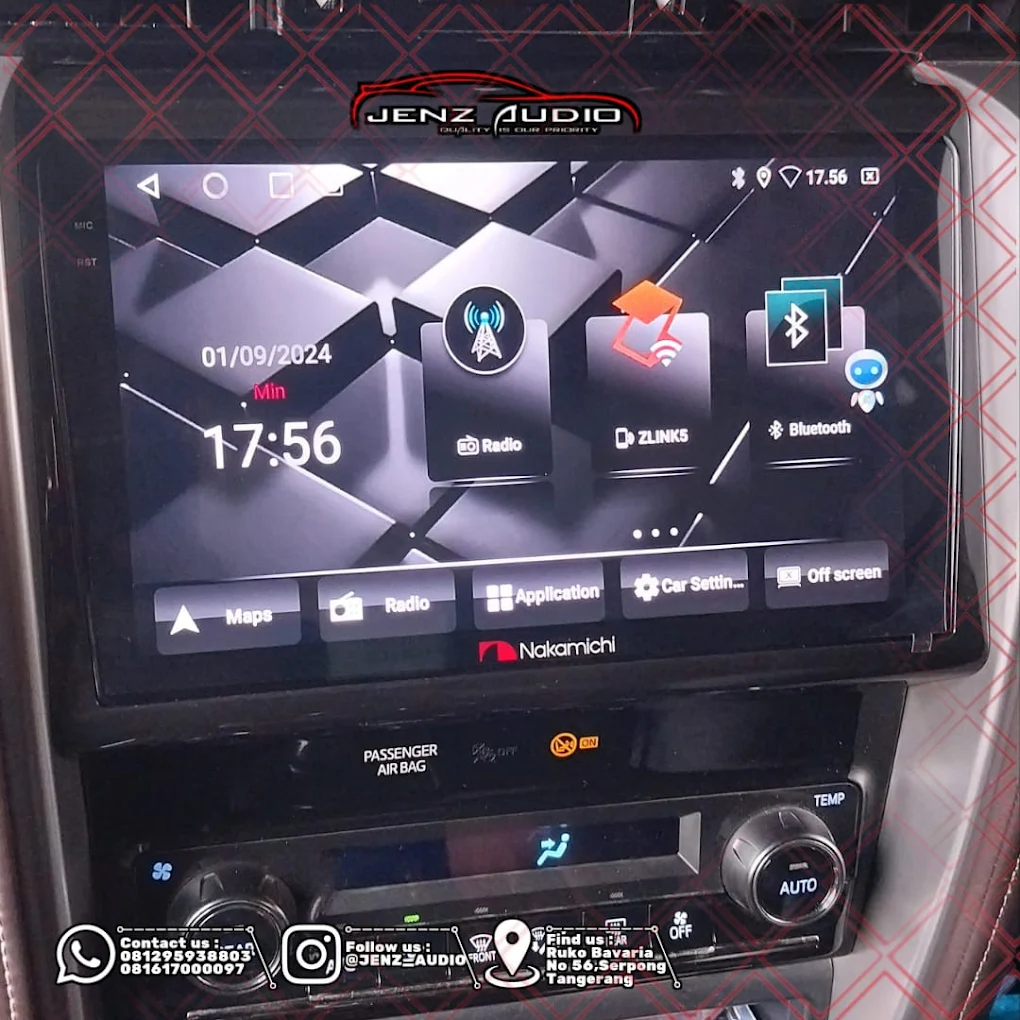 JENZ AUDIO
QUALITY IS OUR PRIORITY
17.56
MIC
RST
01/09/2024
Min
17:56
Radio
ZLINK5
Bluetooth
Maps
Radio
Application
Car Settin...
Off screen
Nakamichi
PASSENGER
AIR BAG
OFF
ON
TEMP
AUTO
OFF
FRONT
Contact us :
081295938803
081617000097
Follow us :
@JENZ_AUDIO
Find us :
Ruko Bavaria
No 56,Serpong
Tangerang